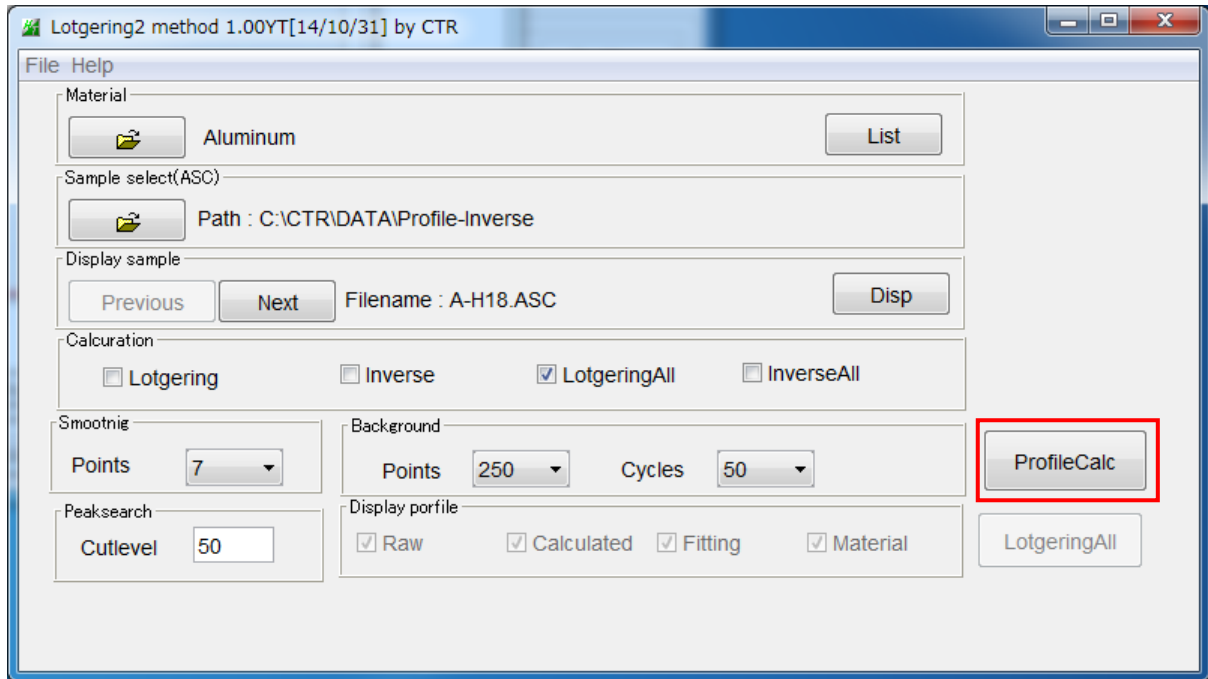 Lotgering2 method 1.00YT[14/10/31] by CTR
File Help
Material
Aluminum
List
Sample select(ASC)
Path : C:\CTR\DATA\Profile-Inverse
Display sample
Previous Next Filename : A-H18.ASC Disp
Calcuration
Lotgering Inverse LotgeringAll InverseAll
Smootnig
Points 7
Background
Points 250 Cycles 50
ProfileCalc
Peaksearch
Cutlevel 50
Display porfile
Raw Calculated Fitting Material
LotgeringAll